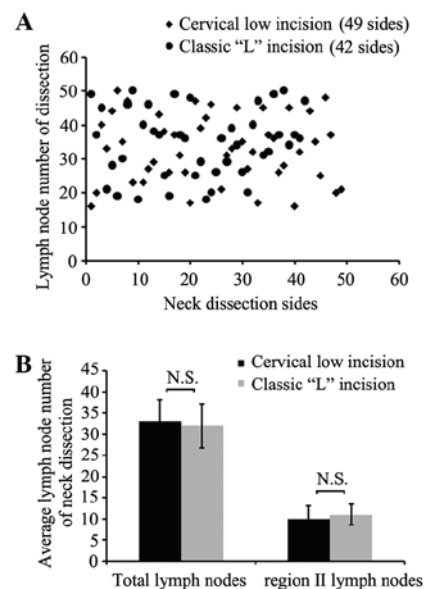 A
Cervical low incision (49 sides)
Classic “L” incision (42 sides)
Lymph node number of dissection
60
50
40
30
20
10
0
0 10 20 30 40 50 60
Neck dissection sides
B
Cervical low incision
Classic “L” incision
Average lymph node number
of neck dissection
45
40
35
30
25
20
15
10
5
0
N.S.
N.S.
Total lymph nodes region II lymph nodes